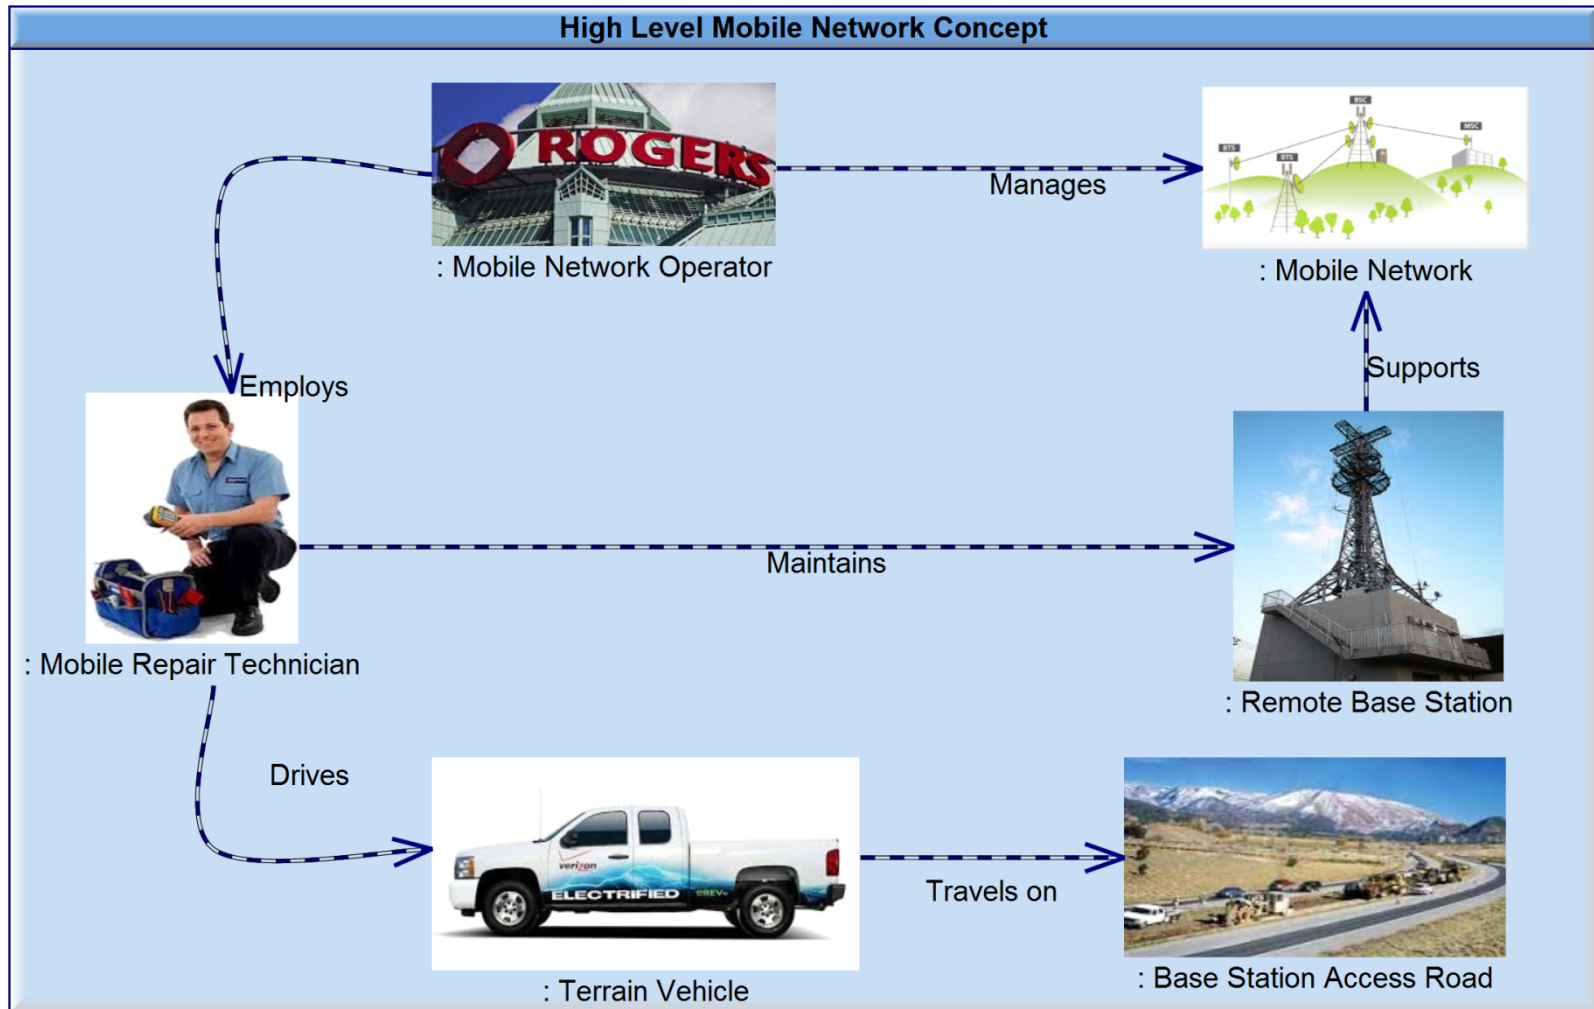 High Level Mobile Network Concept
ROGERS
BSC
MSC
BTS
BTS
Manages
: Mobile Network Operator
: Mobile Network
Employs
Supports
Maintains
: Mobile Repair Technician
: Remote Base Station
Drives
verizon
ELECTRIFIED
eREV
Travels on
: Base Station Access Road
: Terrain Vehicle